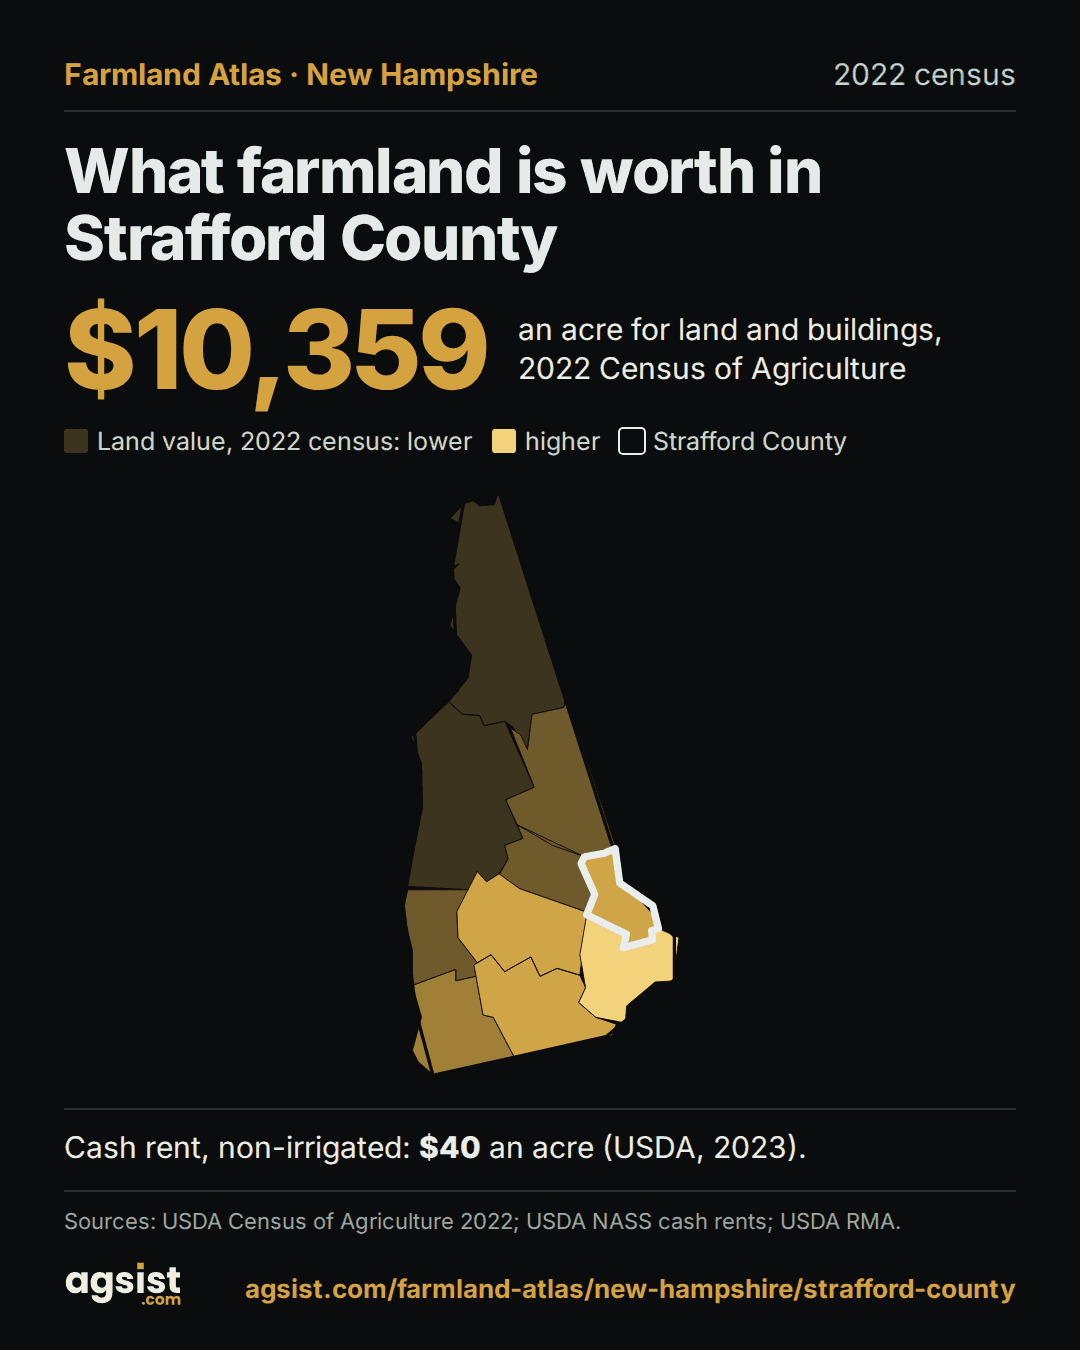 Farmland Atlas · New Hampshire
2022 census
What farmland is worth in
Strafford County
$10,359
an acre for land and buildings,
2022 Census of Agriculture
Land value, 2022 census: lower
higher
Strafford County
Cash rent, non-irrigated: $40 an acre (USDA, 2023).
Sources: USDA Census of Agriculture 2022; USDA NASS cash rents; USDA RMA.
agsist
.com
agsist.com/farmland-atlas/new-hampshire/strafford-county